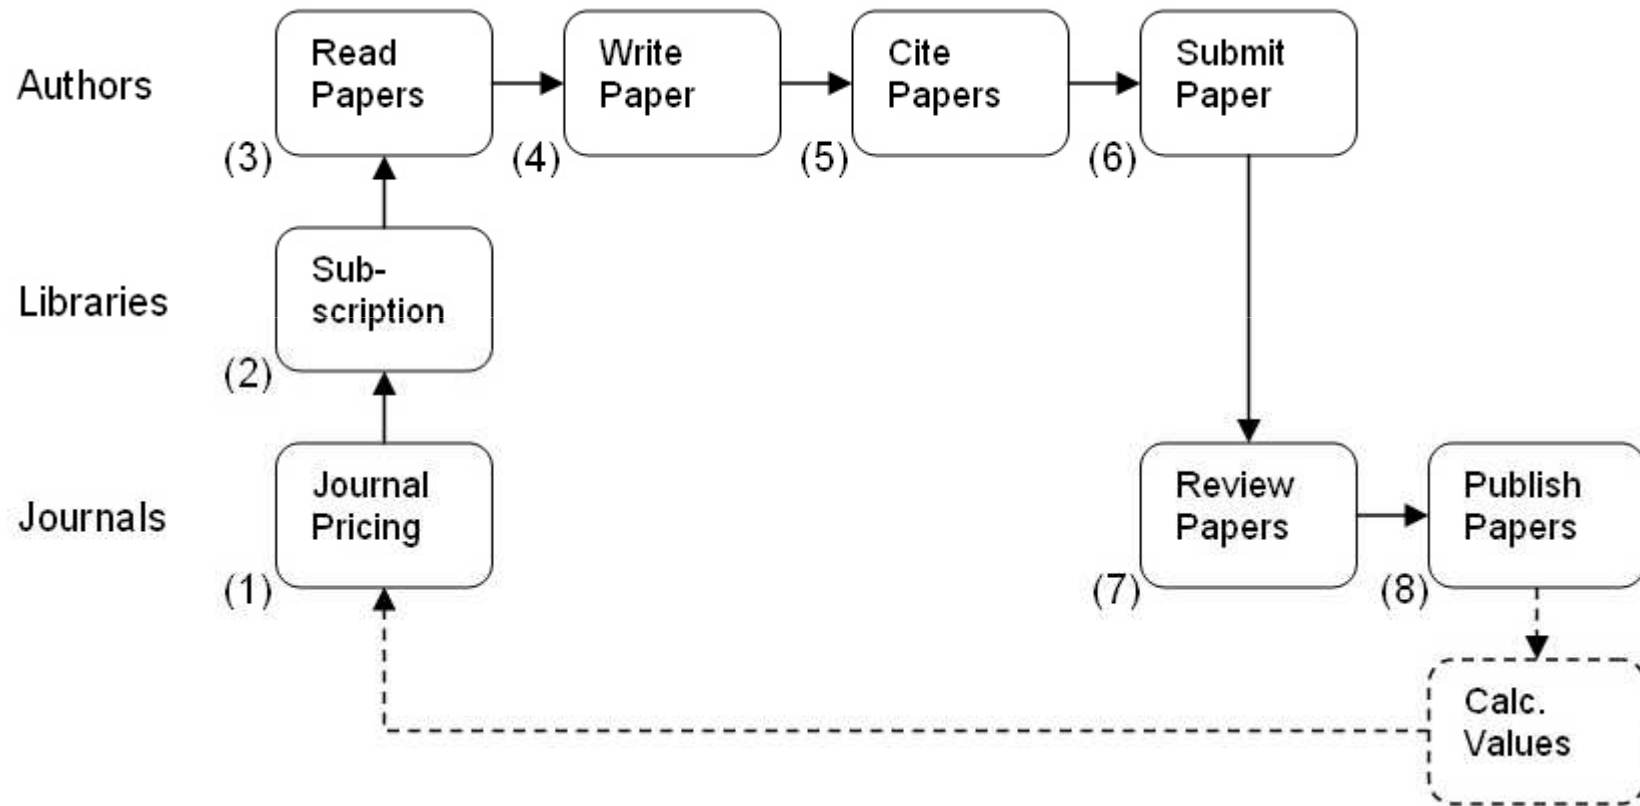 Authors
Read
Papers
(3)
Write
Paper
(4)
Cite
Papers
(5)
Submit
Paper
(6)
Libraries
Sub-
scription
(2)
Journals
Journal
Pricing
(1)
Review
Papers
(7)
Publish
Papers
(8)
Calc.
Values